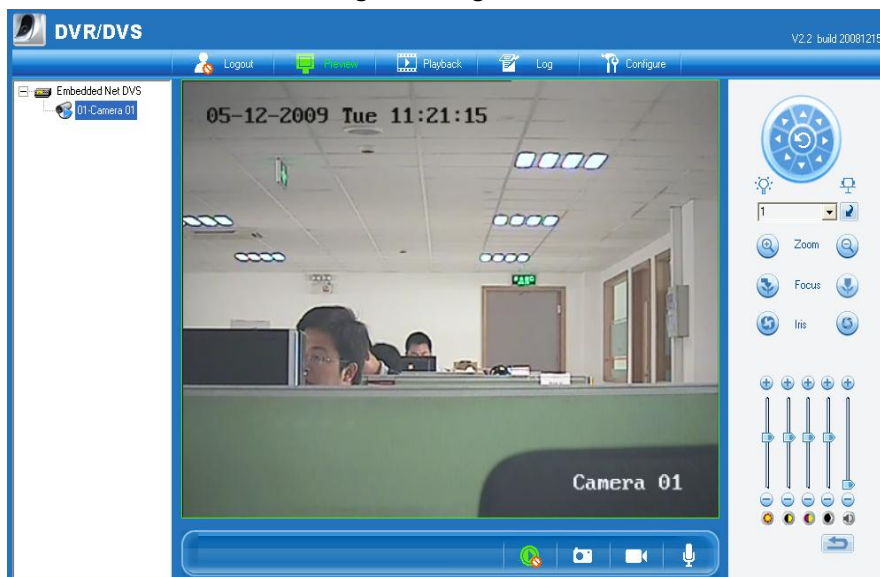 DVR/DVS
V2.2 build 20081215
Logout
Preview
Playback
Log
Configure
Embedded Net DVS
01-Camera 01
05-12-2009 Tue 11:21:15
1
Zoom
Focus
Iris
Camera 01